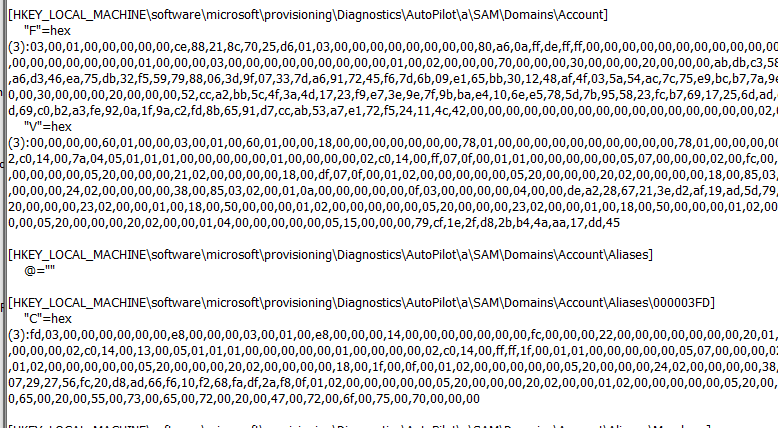 [HKEY_LOCAL_MACHINE\software\microsoft\provisioning\Diagnostics\AutoPilot\a\SAM\Domains\Account]
"F"=hex
(3):03,00,01,00,00,00,00,00,ce,88,21,8c,70,25,d6,01,03,00,00,00,00,00,00,00,00,80,a6,0a,ff,de,ff,ff,00,00,00,00,00,00,00,00,00,00,00
,00,00,00,00,00,00,00,00,01,00,00,00,03,00,00,00,00,00,00,00,01,00,02,00,00,00,70,00,00,00,30,00,00,00,20,00,00,00,ab,db,c3,58
,a6,d3,46,ea,75,db,32,f5,59,79,88,06,3d,9f,07,33,7d,a6,91,72,45,f6,7d,6b,09,e1,65,bb,30,12,48,af,4f,03,5a,54,ac,7c,75,e9,bc,b7,7a,9e
0,00,30,00,00,00,20,00,00,00,52,cc,a2,bb,5c,4f,3a,4d,17,23,f9,e7,3e,9e,7f,9b,ba,e4,10,6e,e5,78,5d,7b,95,58,23,fc,b7,69,17,25,6d,ad,
d,69,c0,b2,a3,fe,92,0a,1f,9a,c2,fd,8b,65,91,d7,cc,ab,53,a7,e1,72,f5,24,11,4c,42,00,00,00,00,00,00,00,00,00,00,00,00,00,00,00,02,0
"V"=hex
(3):00,00,00,00,60,01,00,00,03,00,01,00,60,01,00,00,18,00,00,00,00,00,00,00,78,01,00,00,00,00,00,00,00,00,00,00,78,01,00,00,00,0
2,c0,14,00,7a,04,05,01,01,01,00,00,00,00,00,01,00,00,00,00,02,c0,14,00,ff,07,0f,00,01,01,00,00,00,00,00,05,07,00,00,00,02,00,fc,00,
,00,00,00,00,05,20,00,00,00,21,02,00,00,00,00,18,00,df,07,0f,00,01,02,00,00,00,00,00,05,20,00,00,00,20,02,00,00,00,00,18,00,85,03,
,00,00,00,24,02,00,00,00,00,38,00,85,03,02,00,01,0a,00,00,00,00,00,0f,03,00,00,00,00,04,00,00,de,a2,28,67,21,3e,d2,af,19,ad,5d,79,
20,00,00,00,23,02,00,00,01,00,18,00,50,00,00,00,01,02,00,00,00,00,00,05,20,00,00,00,23,02,00,00,01,00,18,00,50,00,00,00,01,02,00
0,00,05,20,00,00,00,20,02,00,00,01,04,00,00,00,00,00,05,15,00,00,00,79,cf,1e,2f,d8,2b,b4,4a,aa,17,dd,45
[HKEY_LOCAL_MACHINE\software\microsoft\provisioning\Diagnostics\AutoPilot\a\SAM\Domains\Account\Aliases]
@=""
[HKEY_LOCAL_MACHINE\software\microsoft\provisioning\Diagnostics\AutoPilot\a\SAM\Domains\Account\Aliases\000003FD]
"C"=hex
(3):fd,03,00,00,00,00,00,00,e8,00,00,00,03,00,01,00,e8,00,00,00,14,00,00,00,00,00,00,00,fc,00,00,00,22,00,00,00,00,00,00,00,20,01,
,00,00,00,02,c0,14,00,13,00,05,01,01,01,00,00,00,00,00,01,00,00,00,00,02,c0,14,00,ff,ff,1f,00,01,01,00,00,00,00,00,05,07,00,00,00,02
,01,02,00,00,00,00,00,05,20,00,00,00,20,02,00,00,00,00,18,00,1f,00,0f,00,01,02,00,00,00,00,00,05,20,00,00,00,24,02,00,00,00,00,38,
07,29,27,56,fc,20,d8,ad,66,f6,10,f2,68,fa,df,2a,f8,0f,01,02,00,00,00,00,00,05,20,00,00,00,20,02,00,00,01,02,00,00,00,00,00,05,20,00,
0,65,00,20,00,55,00,73,00,65,00,72,00,20,00,47,00,72,00,6f,00,75,00,70,00,00,00